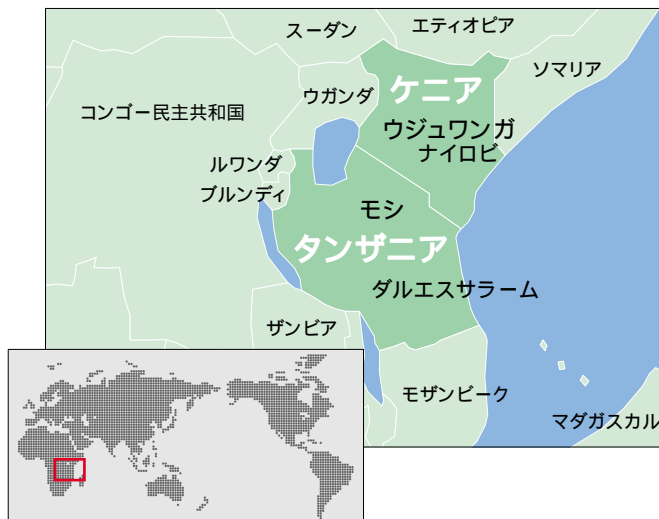 スーダン
エティオピア
ソマリア
ケニア
ウガンダ
コンゴー民主共和国
ウジュワンガ
ナイロビ
ルワンダ
ブルンディ
モシ
タンザニア
ダルエスサラーム
ザンビア
モザンビーク
マダガスカル